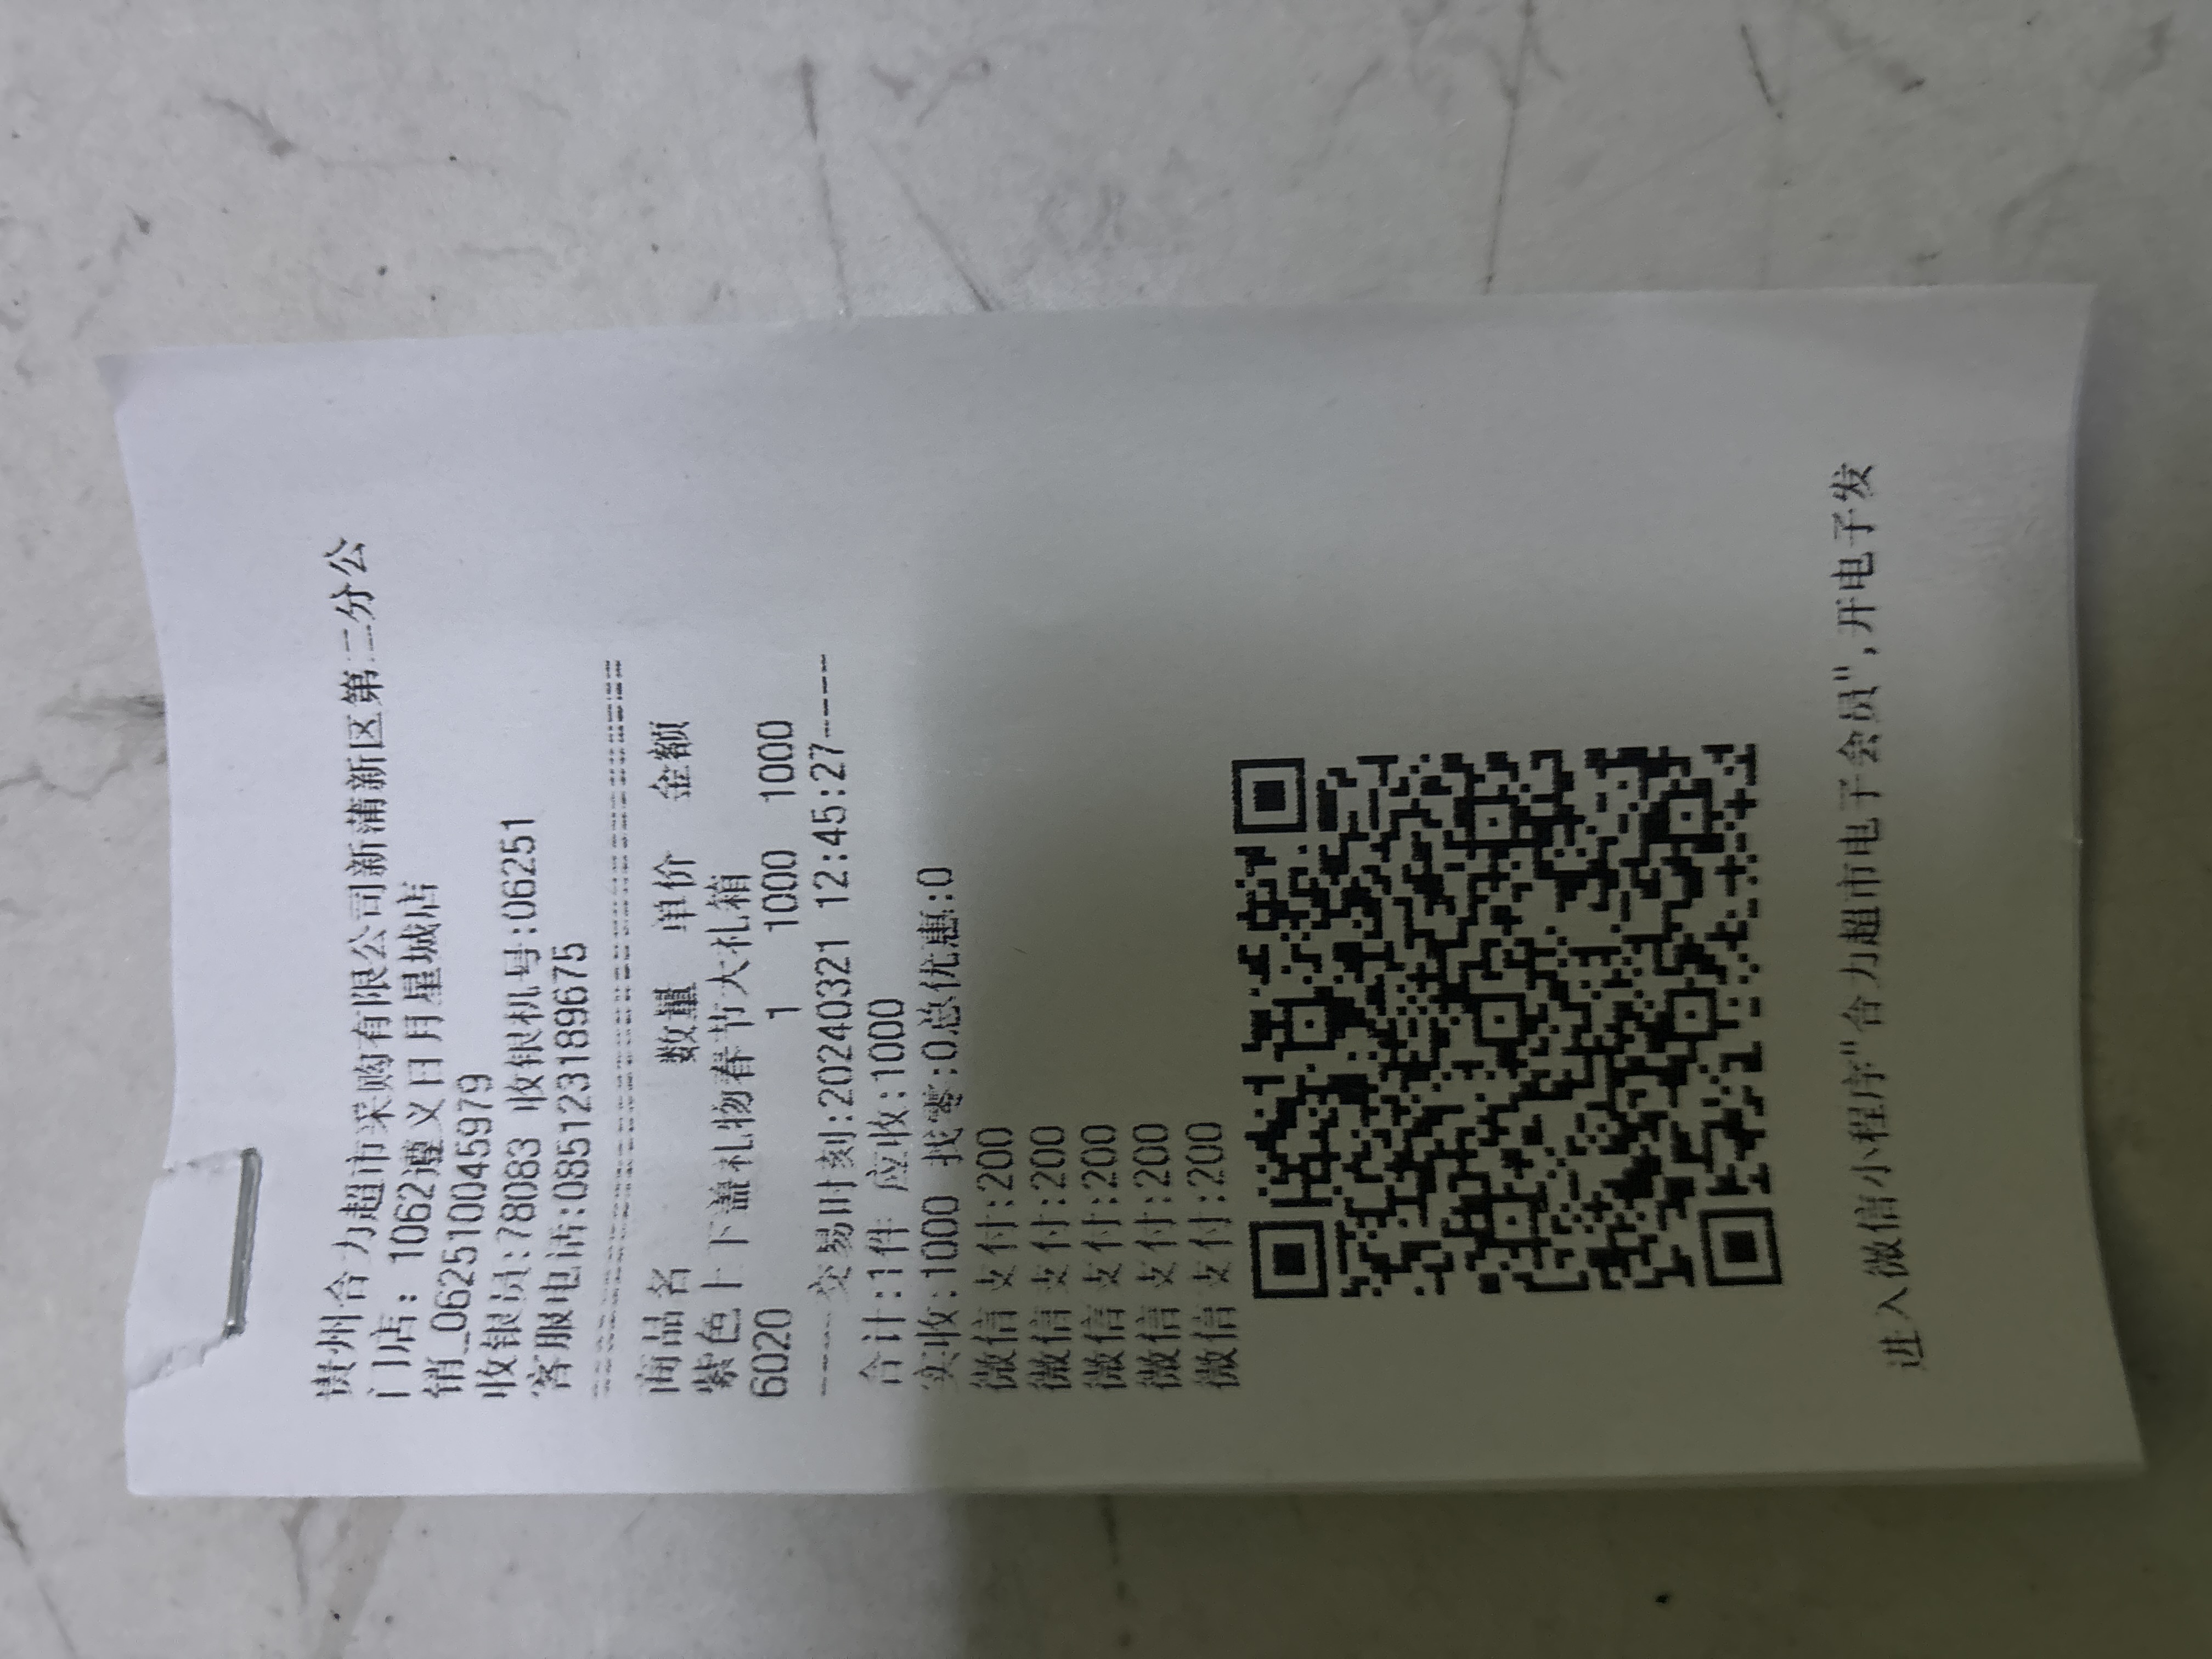 贵州合力超市采购有限公司新蒲新区第二分公
门店: 1062遵义日月星城店
销_0625100045979
收银员:78083 收银机号:06251
客服电话:085123189675
商品名 数量 单价 金额
紫色上下盖礼物春节大礼箱
6020 1 1000 1000
----交易时刻:20240321 12:45:27-----
合计:1件 应收:1000
实收:1000 找零:0总优惠:0
微信支付:200
微信支付:200
微信支付:200
微信支付:200
微信支付:200
进入微信小程序"合力超市电子会员",开电子发